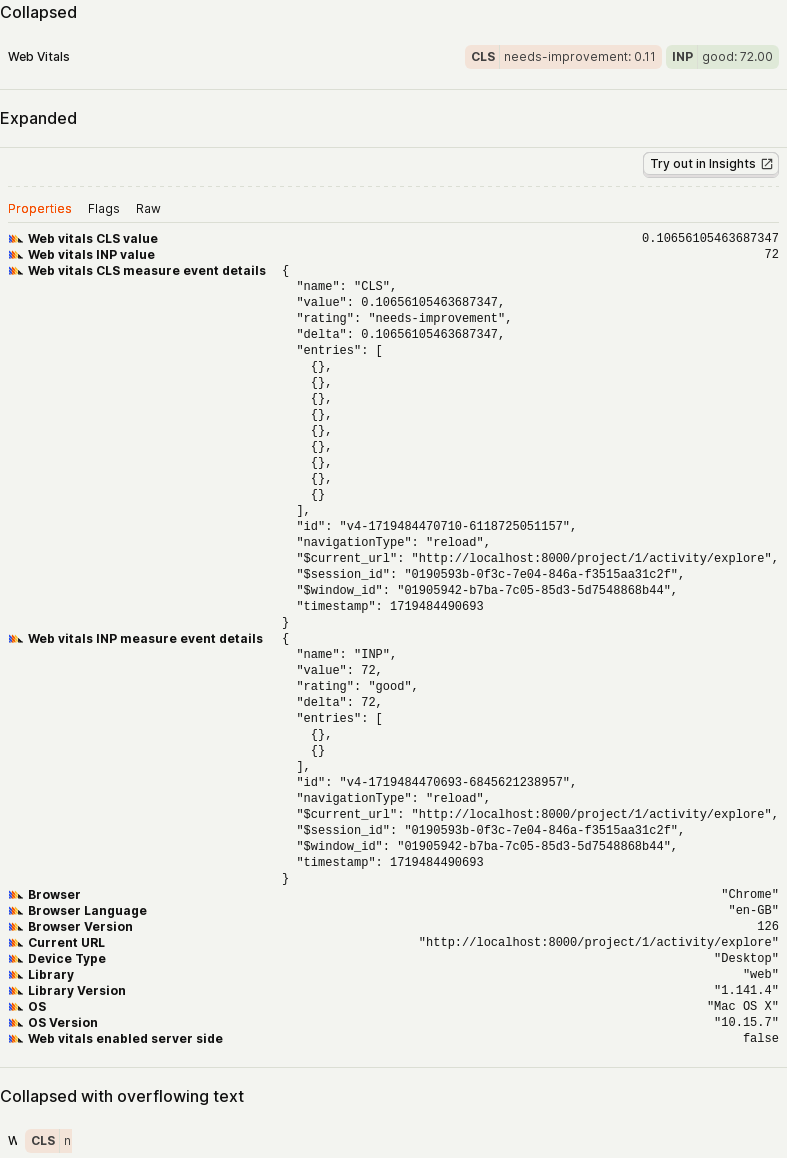 Collapsed
Web Vitals CLS needs-improvement: 0.11 INP good: 72.00
Expanded
Try out in Insights
Properties Flags Raw
Web vitals CLS value 0.10656105463687347
Web vitals INP value 72
Web vitals CLS measure event details {
"name": "CLS",
"value": 0.10656105463687347,
"rating": "needs-improvement",
"delta": 0.10656105463687347,
"entries": [
{},
{},
{},
{},
{},
{},
{},
{},
{}
],
"id": "v4-1719484470710-6118725051157",
"navigationType": "reload",
"$current_url": "http://localhost:8000/project/1/activity/explore",
"$session_id": "0190593b-0f3c-7e04-846a-f3515aa31c2f",
"$window_id": "01905942-b7ba-7c05-85d3-5d7548868b44",
"timestamp": 1719484490693
}
Web vitals INP measure event details {
"name": "INP",
"value": 72,
"rating": "good",
"delta": 72,
"entries": [
{},
{}
],
"id": "v4-1719484470693-6845621238957",
"navigationType": "reload",
"$current_url": "http://localhost:8000/project/1/activity/explore",
"$session_id": "0190593b-0f3c-7e04-846a-f3515aa31c2f",
"$window_id": "01905942-b7ba-7c05-85d3-5d7548868b44",
"timestamp": 1719484490693
}
Browser "Chrome"
Browser Language "en-GB"
Browser Version 126
Current URL "http://localhost:8000/project/1/activity/explore"
Device Type "Desktop"
Library "web"
Library Version "1.141.4"
OS "Mac OS X"
OS Version "10.15.7"
Web vitals enabled server side false
Collapsed with overflowing text
W CLS n